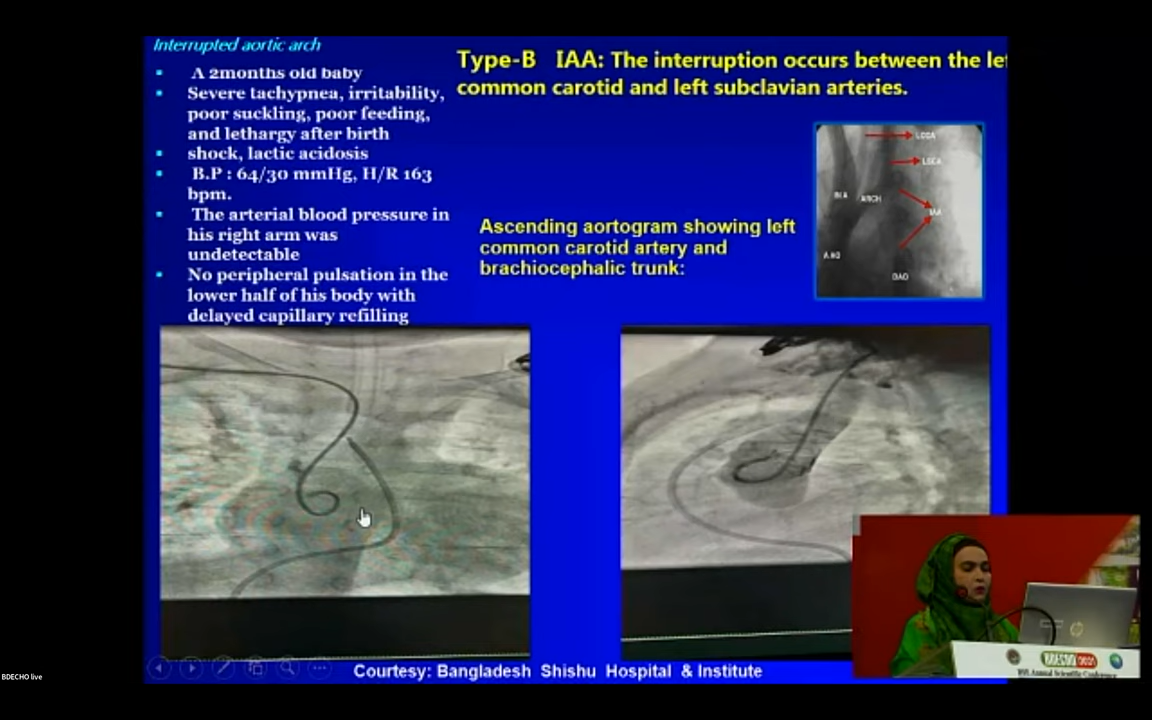 Interrupted aortic arch
A 2months old baby
Severe tachypnea, irritability,
poor suckling, poor feeding,
and lethargy after birth
shock, lactic acidosis
B.P : 64/30 mmHg, H/R 163
bpm.
The arterial blood pressure in
his right arm was
undetectable
No peripheral pulsation in the
lower half of his body with
delayed capillary refilling
Type-B IAA: The interruption occurs between the le
common carotid and left subclavian arteries.
Ascending aortogram showing left
common carotid artery and
brachiocephalic trunk:
LCCA
LSCA
ARCH
IAA
DAO
Courtesy: Bangladesh Shishu Hospital & Institute
BDECHO live
hp
Annual Scientific Conference